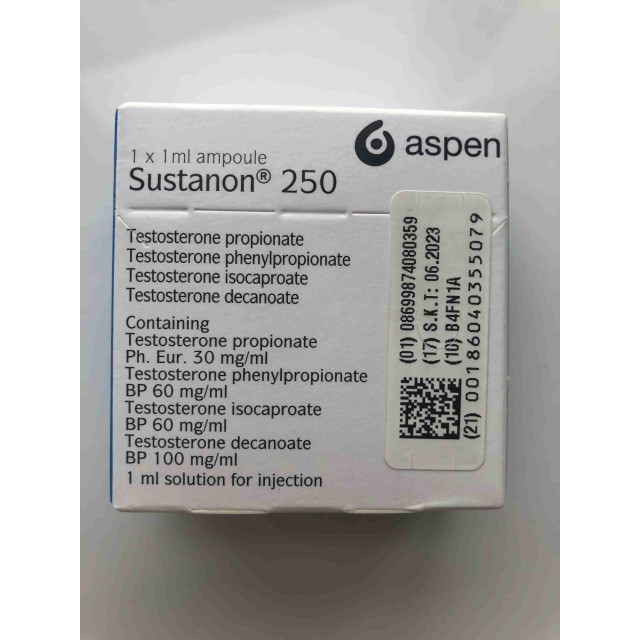 aspen
1 x 1ml ampoule
Sustanon® 250
Testosterone propionate
Testosterone phenylpropionate
Testosterone isocaproate
Testosterone decanoate
Containing
Testosterone propionate
Ph. Eur. 30 mg/ml
Testosterone phenylpropionate
BP 60 mg/ml
Testosterone isocaproate
BP 60 mg/ml
Testosterone decanoate
BP 100 mg/ml
1 ml solution for injection
(01) 08699874080359
(17) S.K.T: 06.2023
(10) B4FN1A
(21) 00186040355079